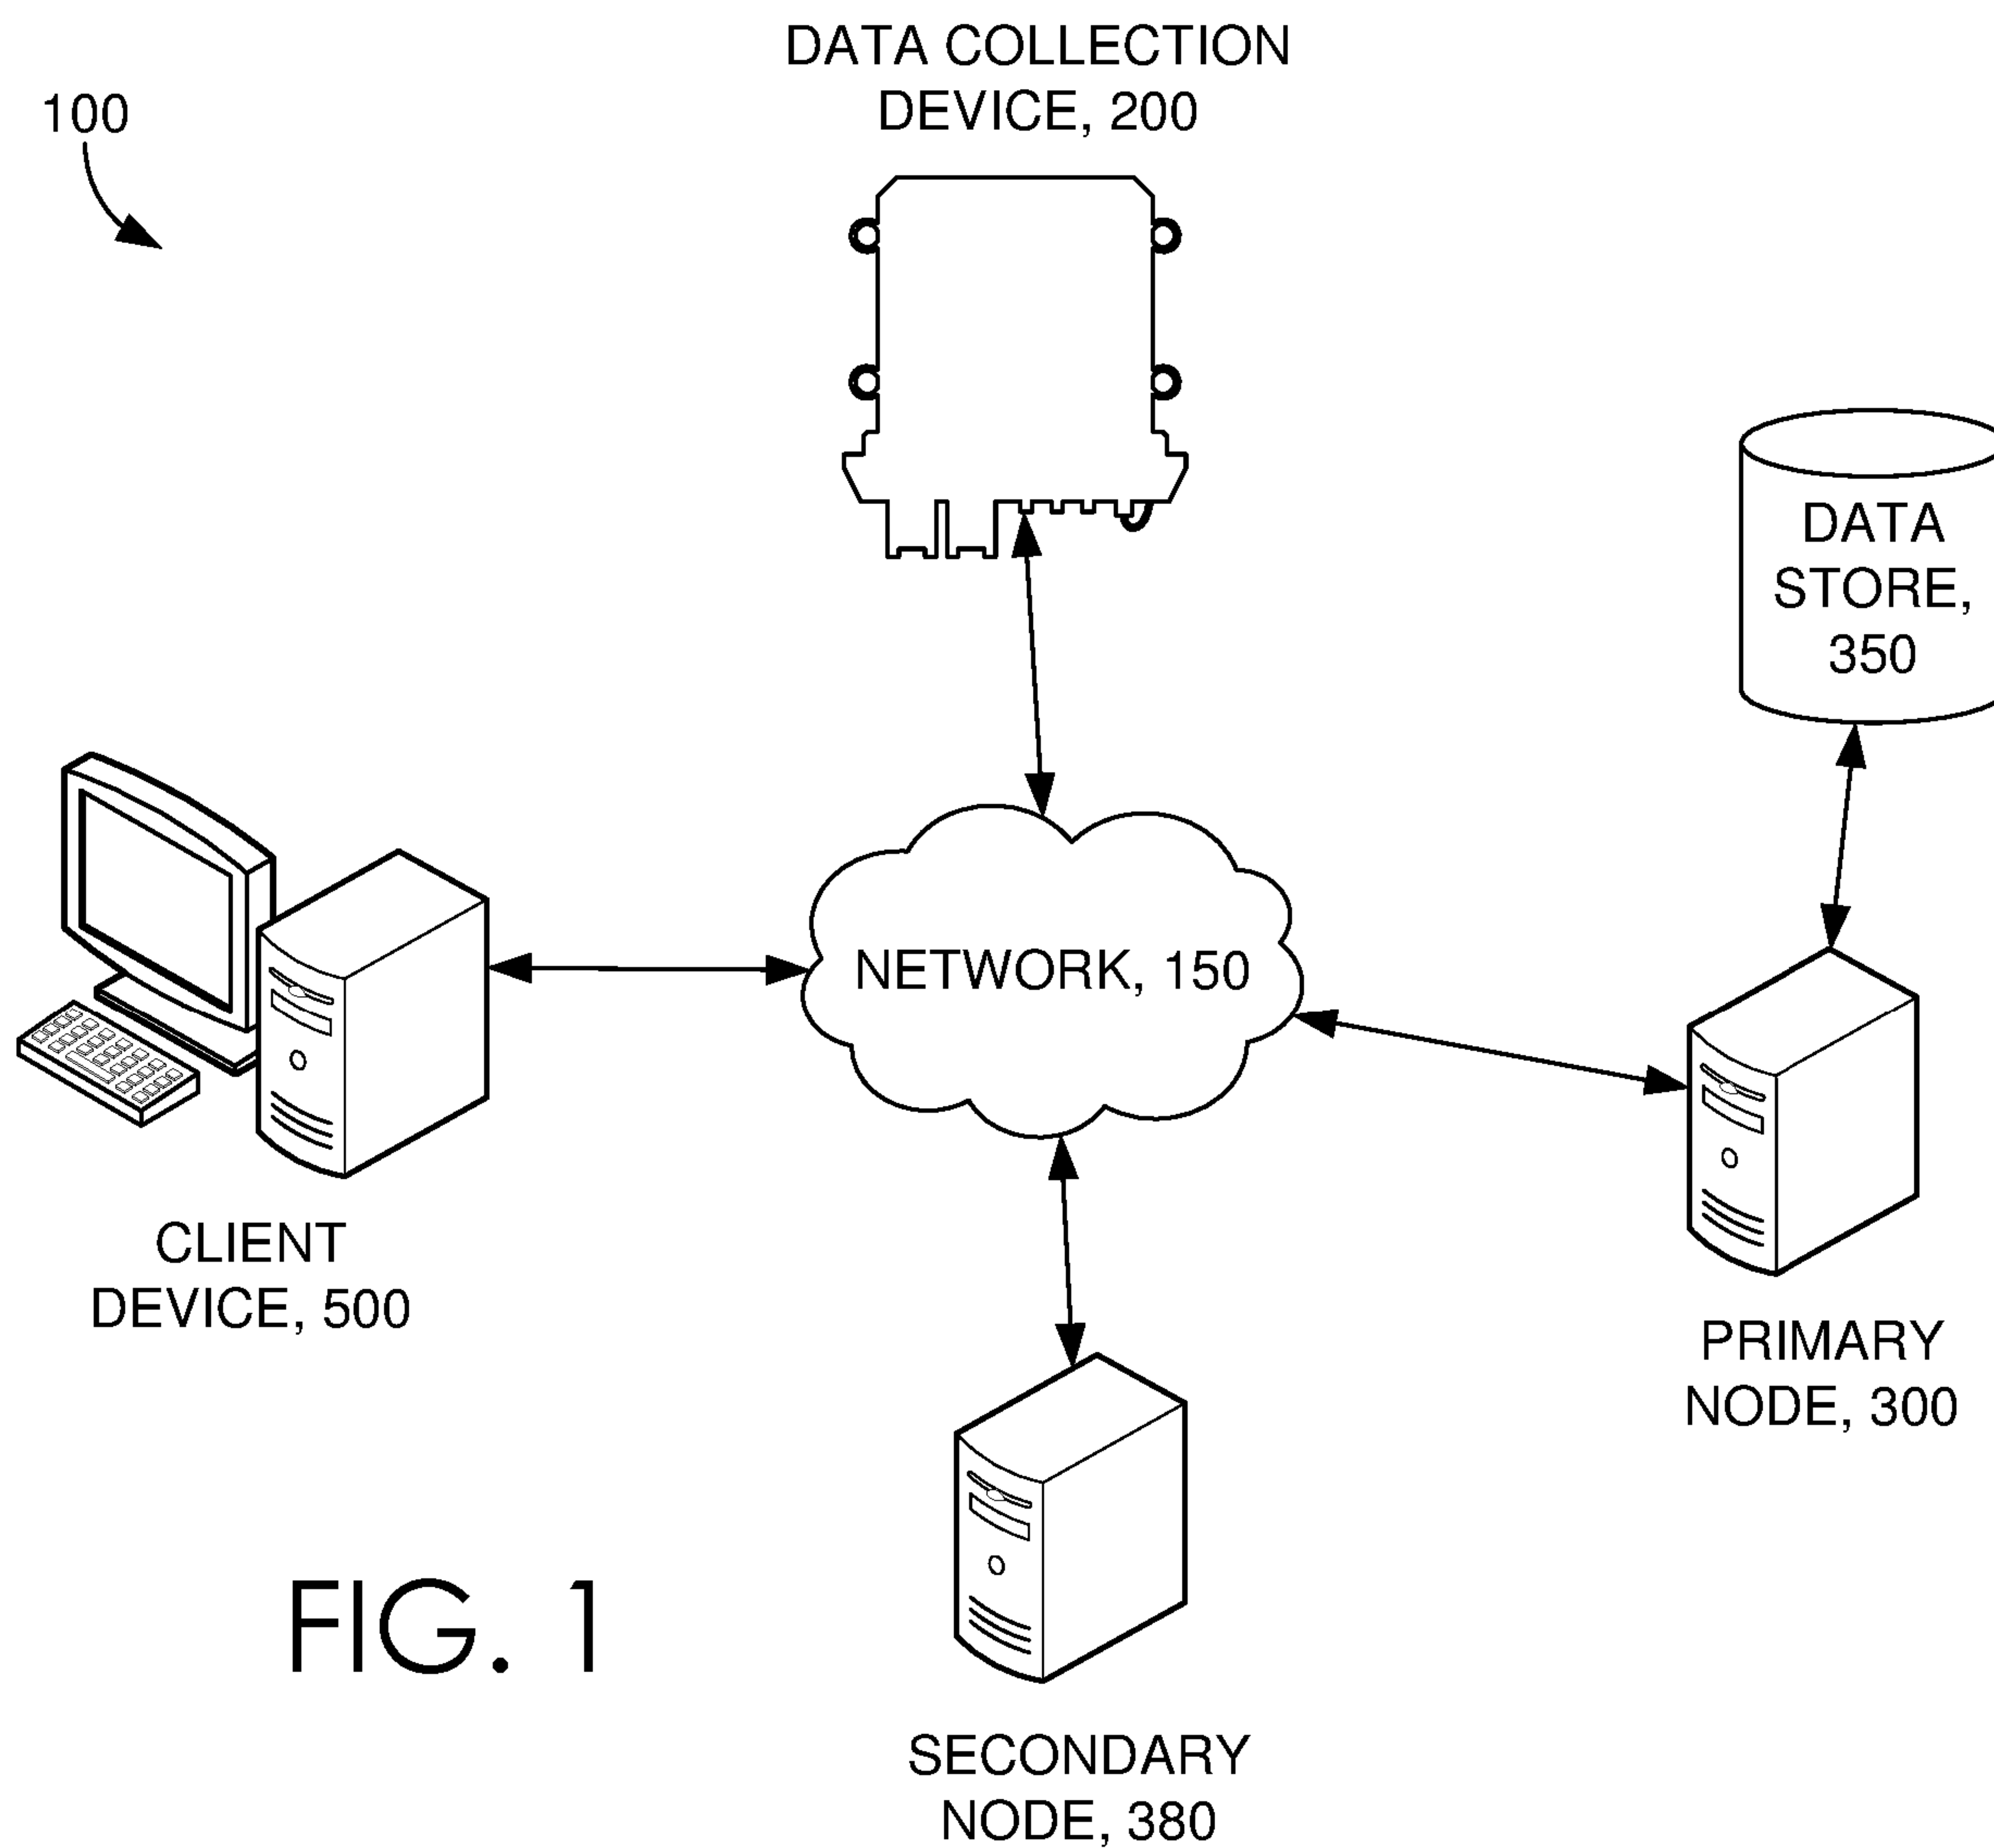 DATA COLLECTION
DEVICE, 200
100
DATA
STORE,
350
NETWORK, 150
CLIENT
DEVICE, 500
PRIMARY
NODE, 300
FIG. 1
SECONDARY
NODE, 380